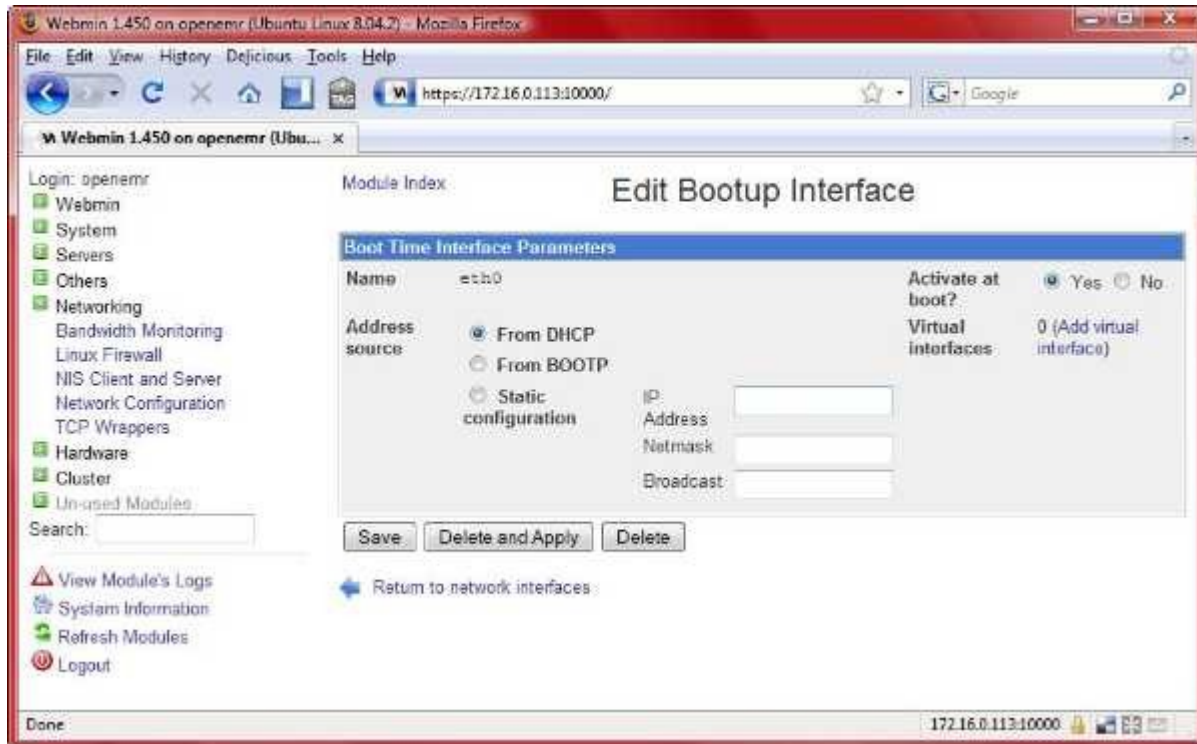 Webmin 1.450 on openemr (Ubuntu Linux 8.04.2) - Mozilla Firefox
File Edit View History Delicious Tools Help
https://172.16.0.113:10000/
Google
Webmin 1.450 on openemr (Ubu...
Login: openemr
Webmin
System
Servers
Others
Networking
Bandwidth Monitoring
Linux Firewall
NIS Client and Server
Network Configuration
TCP Wrappers
Hardware
Cluster
Un-used Modules
Search:
View Module's Logs
System Information
Refresh Modules
Logout
Module Index
Edit Bootup Interface
Boot Time Interface Parameters
Name eth0
Activate at boot? Yes No
Address source
From DHCP
From BOOTP
Static configuration
IP Address
Netmask
Broadcast
Virtual interfaces
0 (Add virtual interface)
Save Delete and Apply Delete
Return to network interfaces
Done
172.16.0.113:10000